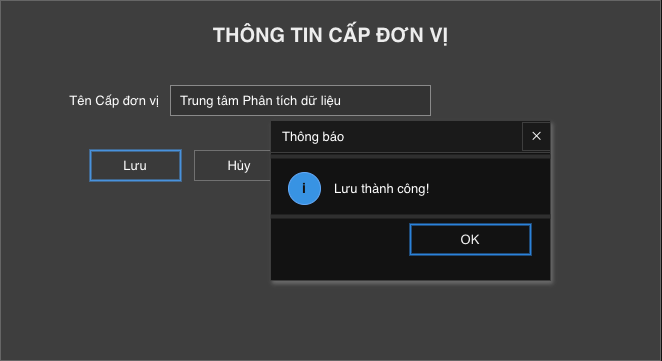 THÔNG TIN CẤP ĐƠN VỊ
Tên Cấp đơn vị
Trung tâm Phân tích dữ liệu
Thông báo
Lưu
Hủy
i
Lưu thành công!
OK